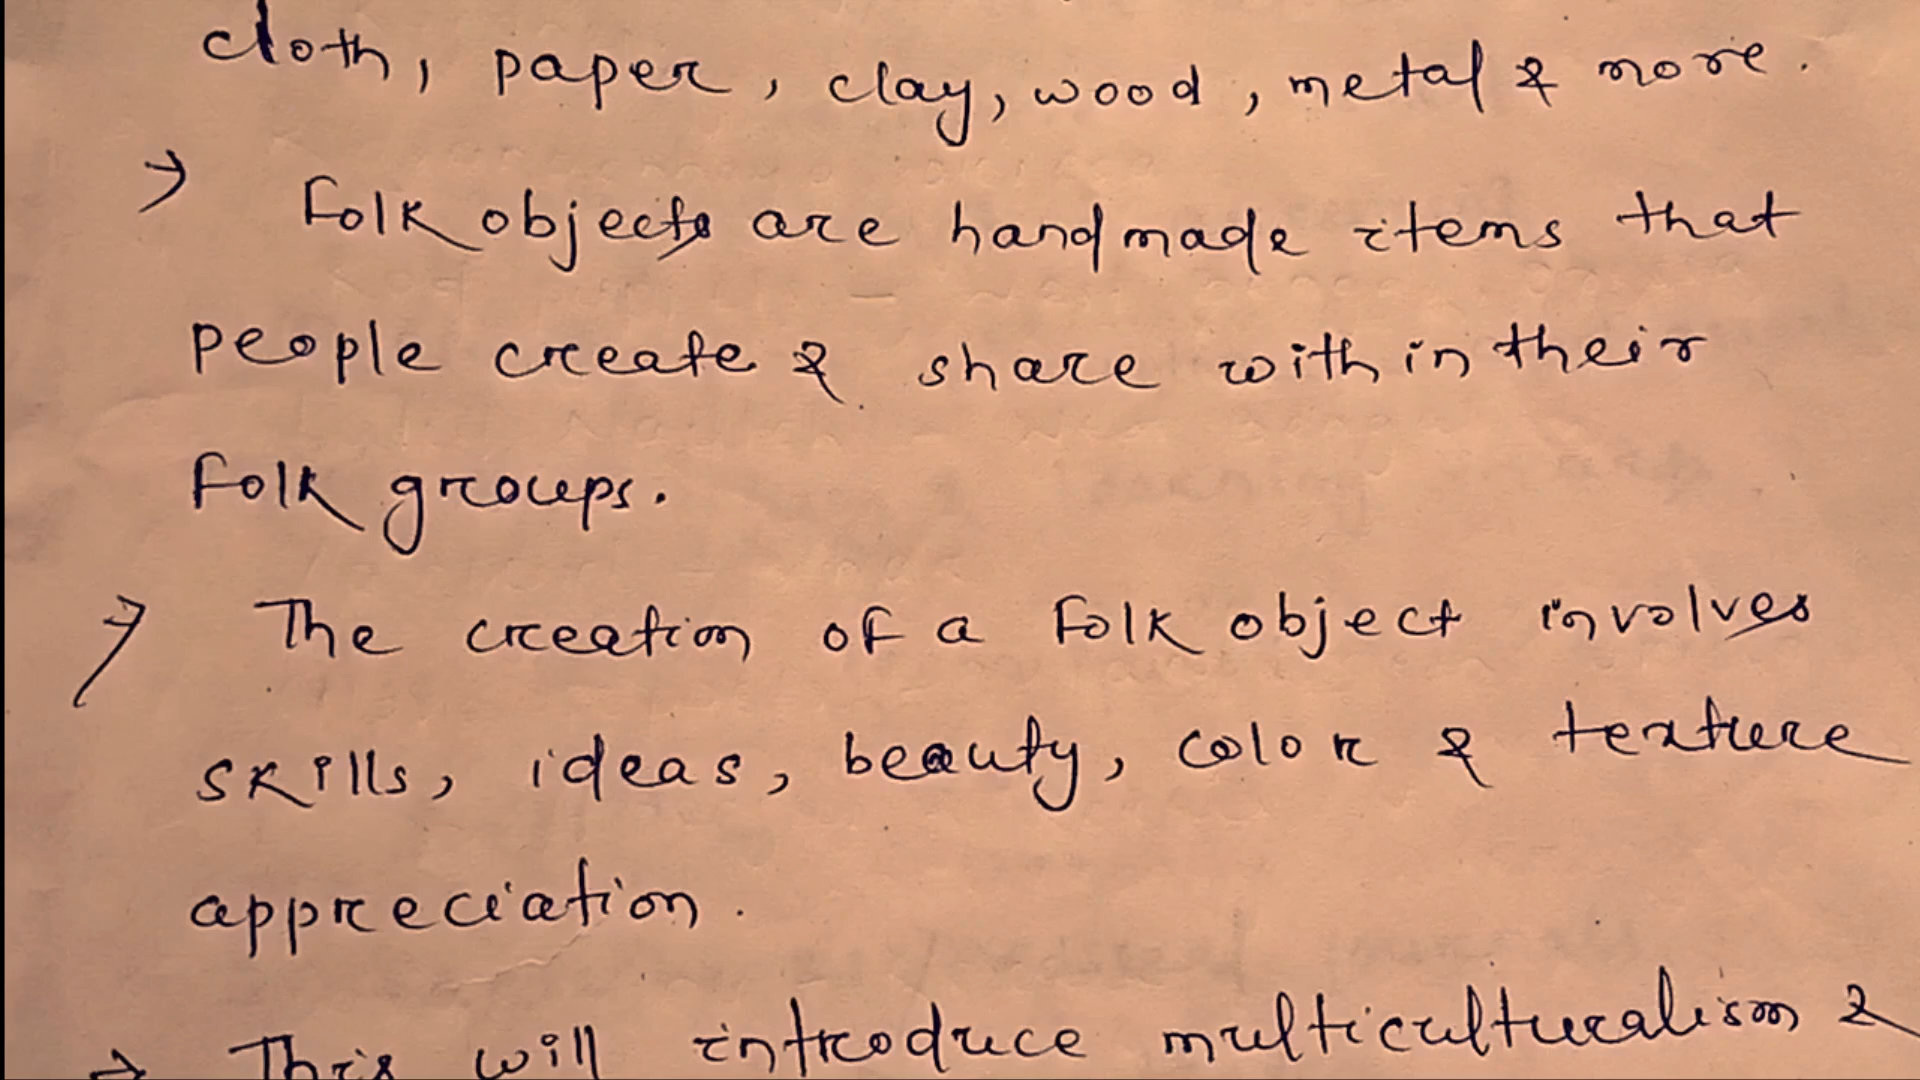 cloth, paper, clay, wood, metal & more.
→ Folk objects are handmade items that
people create & share within their
folk groups.
→ The creation of a folk object involves
skills, ideas, beauty, color & texture
appreciation.
→ This will introduce multiculturalism &